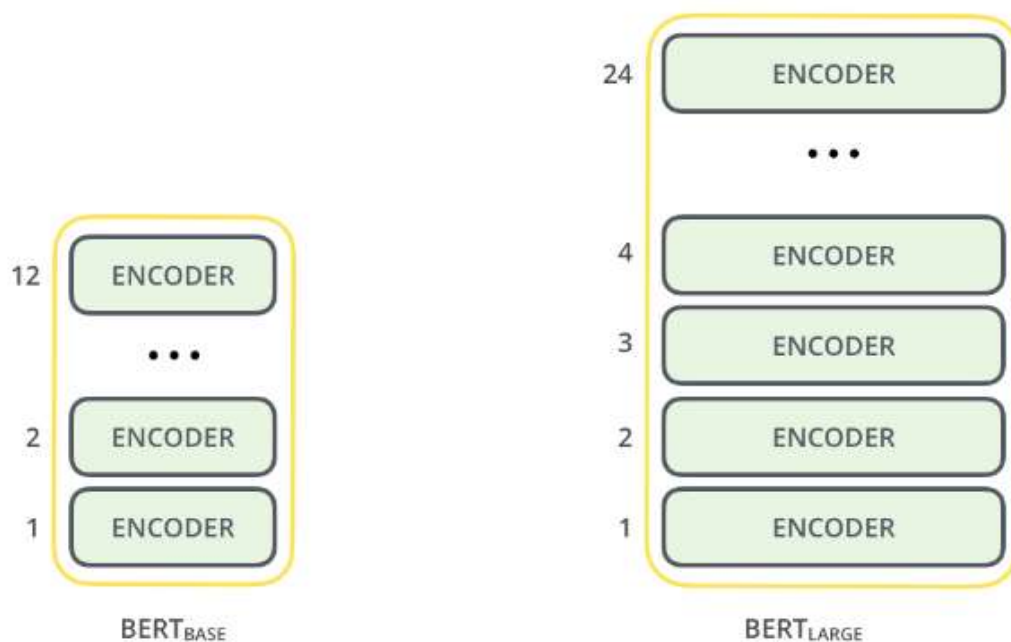 24 ENCODER
...
12 ENCODER
...
2 ENCODER
1 ENCODER
BERTBASE
4 ENCODER
3 ENCODER
2 ENCODER
1 ENCODER
BERTLARGE